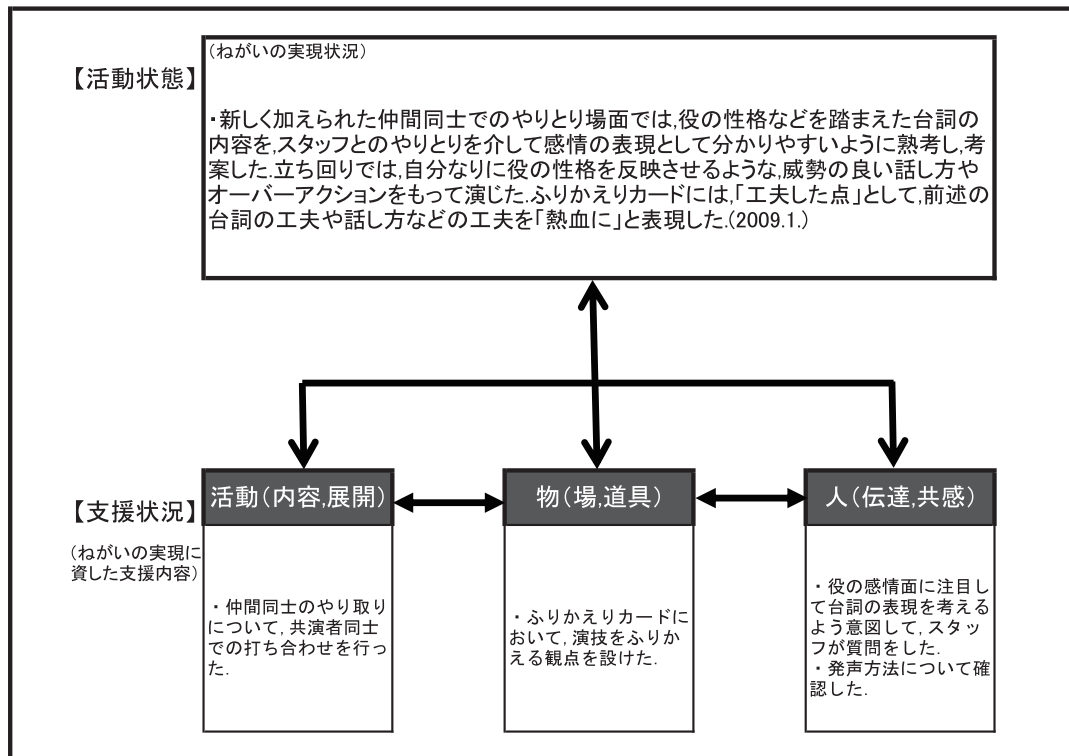 【活動状態】
(ねがいの実現状況)
・新しく加えられた仲間同士でのやりとり場面では,役の性格などを踏まえた台詞の
内容を,スタッフとのやりとりを介して感情の表現として分かりやすいように熟考し,考
案した.立ち回りでは,自分なりに役の性格を反映させるような,威勢の良い話し方や
オーバーアクションをもって演じた.ふりかえりカードには,「工夫した点」として,前述の
台詞の工夫や話し方などの工夫を「熱血に」と表現した.(2009.1.)
【支援状況】
(ねがいの実現に
資した支援内容)
活動(内容,展開)
・仲間同士のやり取り
について,共演者同士
での打ち合わせを行っ
た.
物(場,道具)
・ふりかえりカードに
おいて,演技をふりか
える観点を設けた.
人(伝達,共感)
・役の感情面に注目し
て台詞の表現を考える
よう意図して,スタッ
フが質問をした.
・発声方法について確
認した.